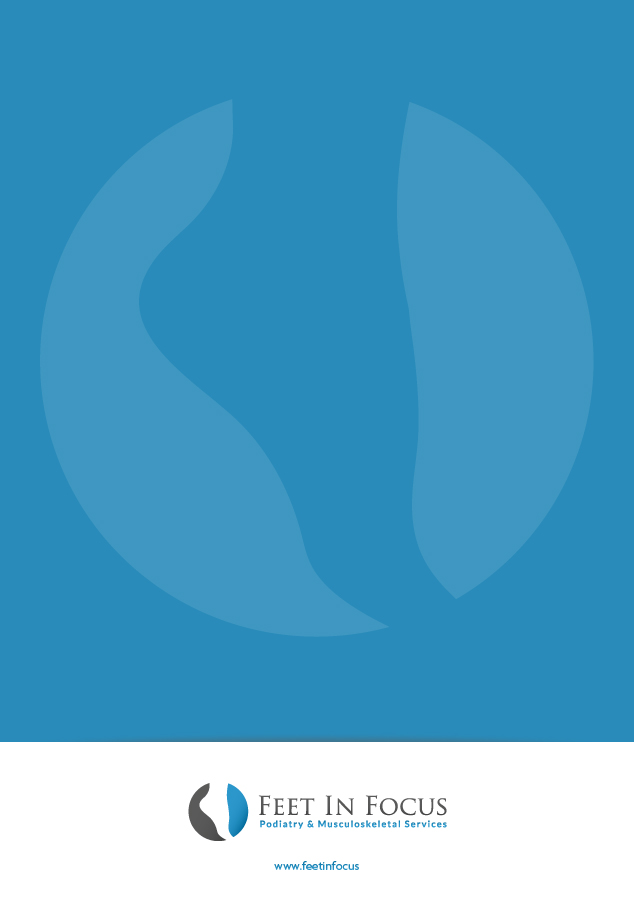 FEET IN FOCUS
Podiatry & Musculoskeletal Services
www.feetinfocus